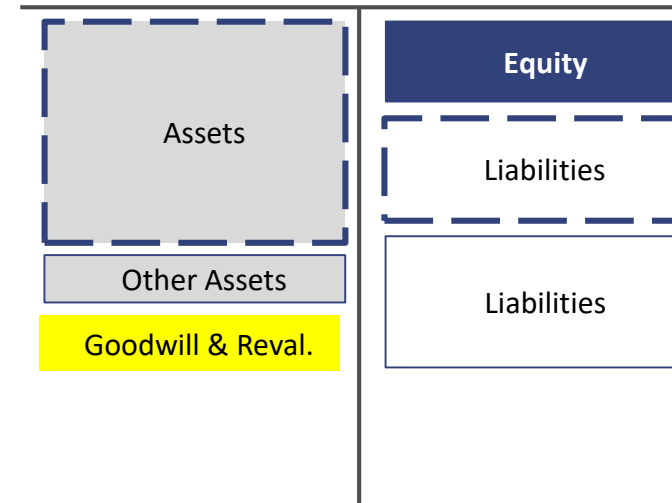 Assets
Other Assets
Goodwill & Reval.
Equity
Liabilities
Liabilities